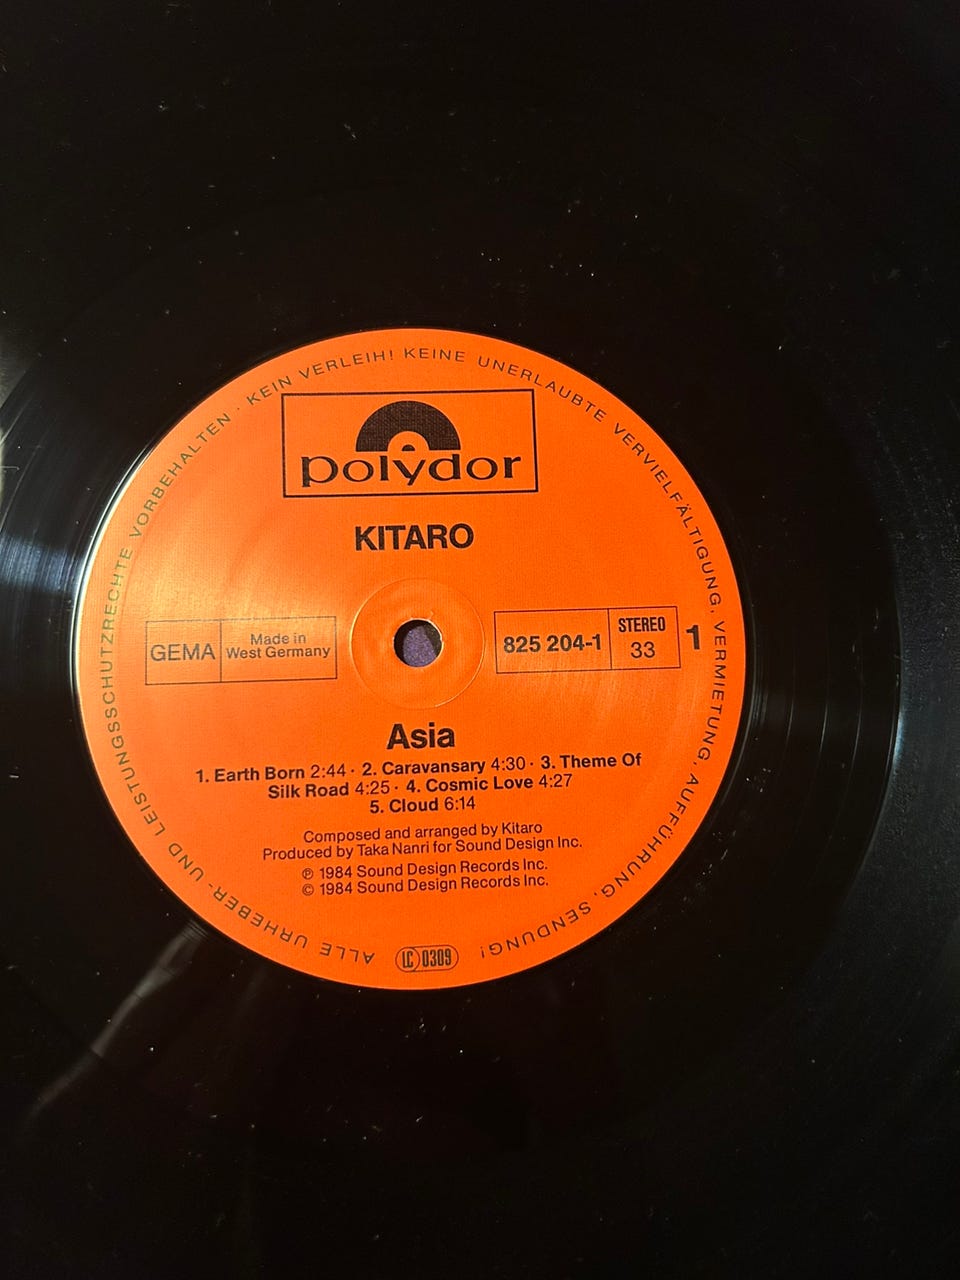 ALLE URHEBER- UND LEISTUNGSSCHUTZRECHTE VORBEHALTEN · KEIN VERLEIH! KEINE UNERLAUBTE VERVIELFÄLTIGUNG, VERMIETUNG, AUFFÜHRUNG, SENDUNG!
polydor
KITARO
GEMA
Made in
West Germany
825 204-1
STEREO
33
1
Asia
1. Earth Born 2:44 · 2. Caravansary 4:30 · 3. Theme Of
Silk Road 4:25 · 4. Cosmic Love 4:27
5. Cloud 6:14
Composed and arranged by Kitaro
Produced by Taka Nanri for Sound Design Inc.
℗ 1984 Sound Design Records Inc.
© 1984 Sound Design Records Inc.
LC 0309